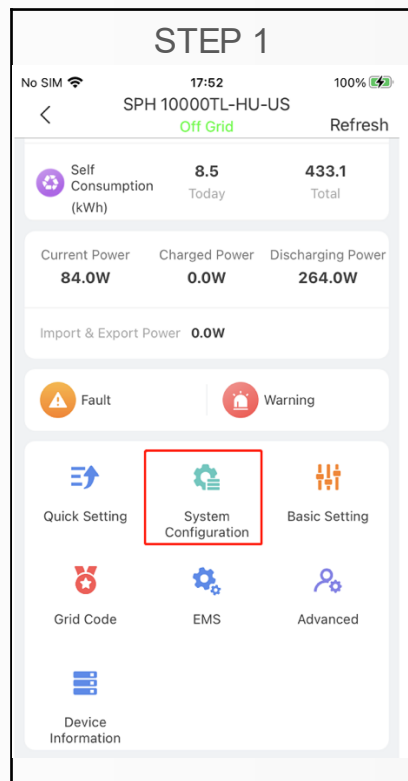 STEP 1
No SIM 17:52 100%
SPH 10000TL-HU-US
Off Grid Refresh
Self
Consumption
(kWh)
8.5
Today
433.1
Total
Current Power Charged Power Discharging Power
84.0W 0.0W 264.0W
Import & Export Power 0.0W
Fault Warning
Quick Setting
System
Configuration
Basic Setting
Grid Code EMS Advanced
Device
Information